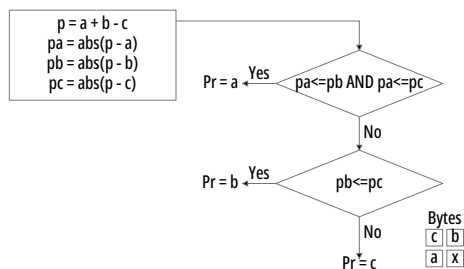 p = a + b - c
pa = abs(p - a)
pb = abs(p - b)
pc = abs(p - c)
pa<=pb AND pa<=pc
Yes
Pr = a
No
pb<=pc
Yes
Pr = b
No
Pr = c
Bytes
c b
a x